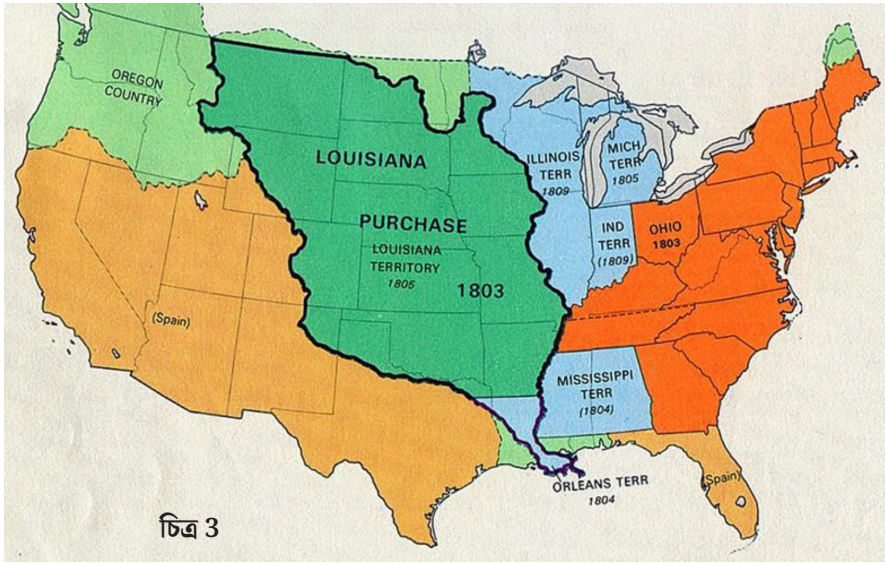 OREGON
COUNTRY
LOUISIANA
PURCHASE
LOUISIANA
TERRITORY
1805
1803
ILLINOIS
TERR
1809
MICH
TERR
1805
IND
TERR
(1809)
OHIO
1803
(Spain)
MISSISSIPPI
TERR
(1804)
(Spain)
ORLEANS TERR
1804
চিত্র 3